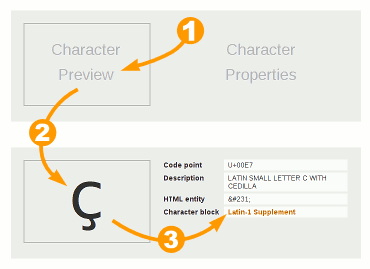 Character
Preview
Character
Properties
1
2
ç
Code point U+00E7
Description LATIN SMALL LETTER C WITH
CEDILLA
HTML entity &#231;
Character block Latin-1 Supplement
3